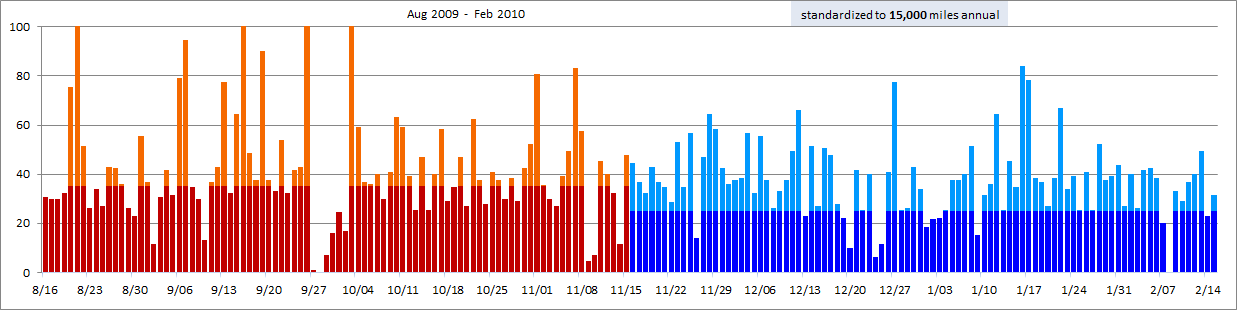 Aug 2009 - Feb 2010
standardized to 15,000 miles annual
100
80
60
40
20
0
8/16 8/23 8/30 9/06 9/13 9/20 9/27 10/04 10/11 10/18 10/25 11/01 11/08 11/15 11/22 11/29 12/06 12/13 12/20 12/27 1/03 1/10 1/17 1/24 1/31 2/07 2/14